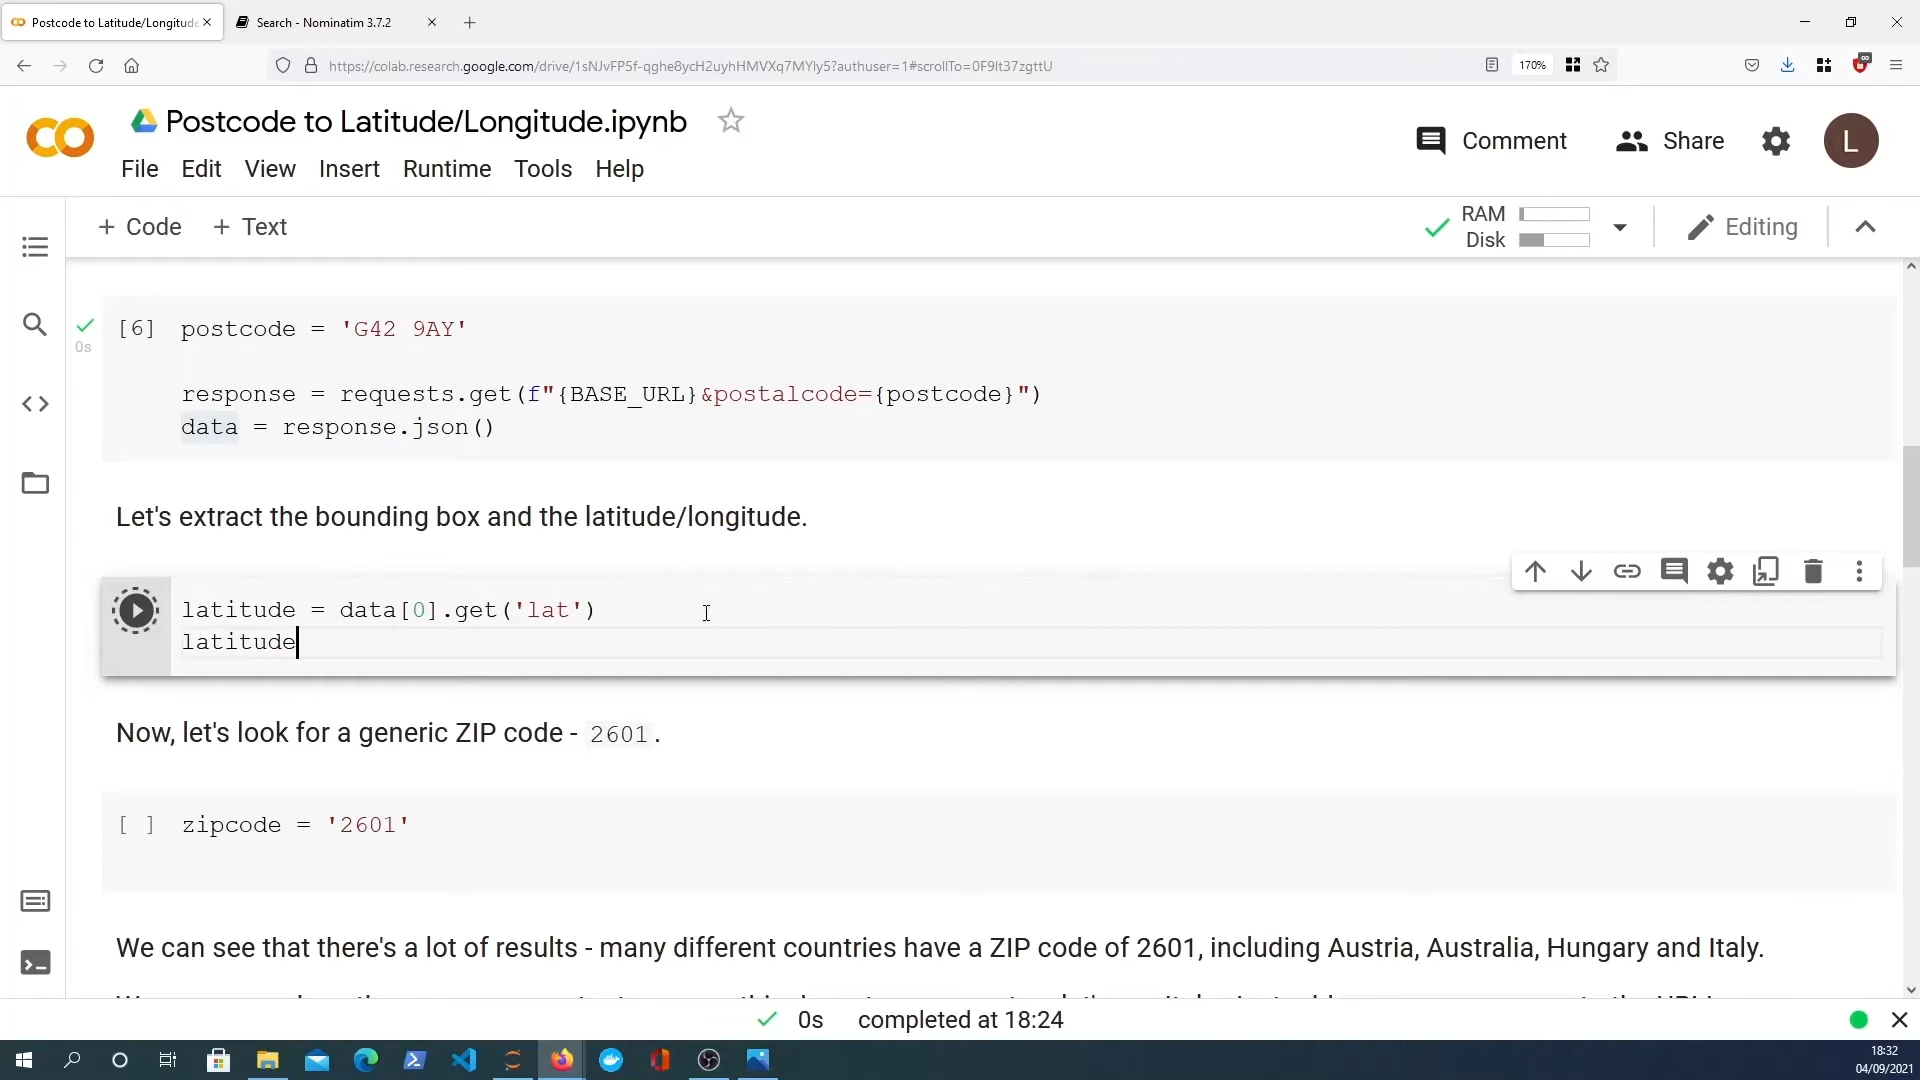 Postcode to Latitude/Longitude
Search - Nominatim 3.7.2
https://colab.research.google.com/drive/1sNJvFP5f-qghe8ycH2uyhHMVXq7MYly5?authuser=1#scrollTo=0F9lt37zgttU
170%
Postcode to Latitude/Longitude.ipynb
File Edit View Insert Runtime Tools Help
Comment
Share
L
+ Code + Text
RAM
Disk
Editing
[6] postcode = 'G42 9AY'
0s
response = requests.get(f"{BASE_URL}&postalcode={postcode}")
data = response.json()
Let's extract the bounding box and the latitude/longitude.
latitude = data[0].get('lat')
latitude
Now, let's look for a generic ZIP code - 2601.
[ ] zipcode = '2601'
We can see that there's a lot of results - many different countries have a ZIP code of 2601, including Austria, Australia, Hungary and Italy.
0s completed at 18:24
18:32
04/09/2021